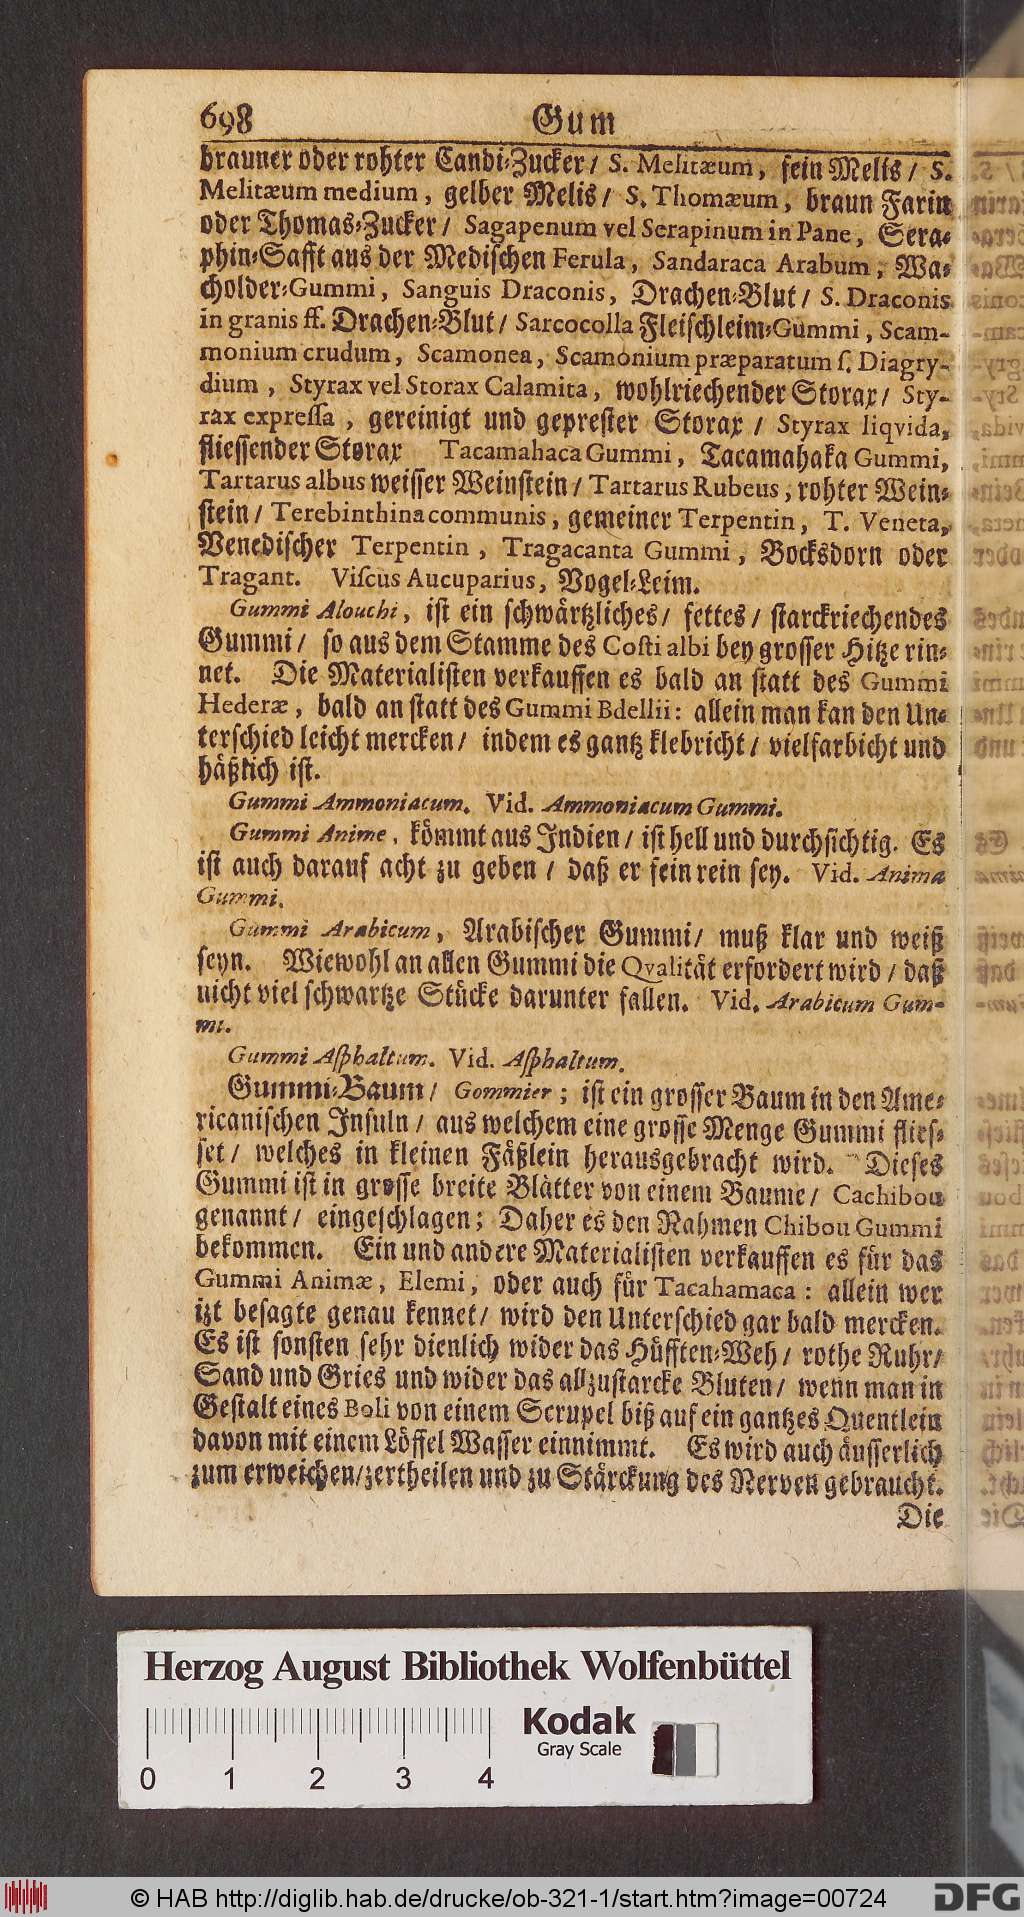 698 Gum
brauner oder rohter Candi-Zucker / S. Melitæum, fein Melis / S.
Melitæum medium, gelber Melis / S. Thomæum, braun Farin
oder Thomas-Zucker / Sagapenum vel Serapinum in Pane, Sera-
phin-Safft aus der Medischen Ferula, Sandaraca Arabum, Wa-
cholder-Gummi, Sanguis Draconis, Drachen-Blut / S. Draconis
in granis ff. Drachen-Blut / Sarcocolla Fleischleim-Gummi, Scam-
monium crudum, Scamonea, Scamonium præparatum ſ. Diagry-
dium, Styrax vel Storax Calamita, wohlriechender Storax / Sty-
rax expreſſa, gereinigt und geprester Storax / Styrax liqvida,
fliessender Storax Tacamahaca Gummi, Tacamahaka Gummi,
Tartarus albus weisser Weinstein / Tartarus Rubeus, rohter Wein-
stein / Terebinthina communis, gemeiner Terpentin, T. Veneta,
Venedischer Terpentin, Tragacanta Gummi, Bocksdorn oder
Tragant. Viſcus Aucuparius, Vogel-Leim.
Gummi Alouchi, ist ein schwärtzliches / fettes / starckriechendes
Gummi / so aus dem Stamme des Costi albi bey grosser Hitze rin-
net. Die Materialisten verkauffen es bald an statt des Gummi
Hederæ, bald an statt des Gummi Bdellii: allein man kan den Un-
terschied leicht mercken / indem es gantz klebricht / vielfarbicht und
häßlich ist.
Gummi Ammoniacum. Vid. Ammoniacum Gummi.
Gummi Anime, kömmt aus Indien / ist hell und durchsichtig. Es
ist auch darauf acht zu geben / daß er fein rein sey. Vid. Anima
Gummi.
Gummi Arabicum, Arabischer Gummi / muß klar und weiß
seyn. Wiewohl an allen Gummi die Qvalität erfordert wird / daß
nicht viel schwartze Stücke darunter fallen. Vid. Arabicum Gum-
mi.
Gummi Aſphaltum. Vid. Aſphaltum.
Gummi-Baum / Gommier; ist ein grosser Baum in den Ame-
ricanischen Insuln / aus welchem eine grosse Menge Gummi flies-
set / welches in kleinen Fäßlein herausgebracht wird. Dieses
Gummi ist in grosse breite Blätter von einem Baume / Cachibou
genannt / eingeschlagen; Daher es den Nahmen Chibou Gummi
bekommen. Ein und andere Materialisten verkauffen es für das
Gummi Animæ, Elemi, oder auch für Tacahamaca: allein wer
izt besagte genau kennet / wird den Unterschied gar bald mercken.
Es ist sonsten sehr dienlich wider das Hüfften-Weh / rothe Ruhr /
Sand und Gries und wider das allzustarcke Bluten / wenn man in
Gestalt eines Boli von einem Scrupel biß auf ein gantzes Quentlein
davon mit einem Löffel Wasser einnimmt. Es wird auch äusserlich
zum erweichen / zertheilen und zu Stärckung des Nerven gebraucht.
Die
Herzog August Bibliothek Wolfenbüttel
Kodak
Gray Scale
0 1 2 3 4
© HAB http://diglib.hab.de/drucke/ob-321-1/start.htm?image=00724
DFG